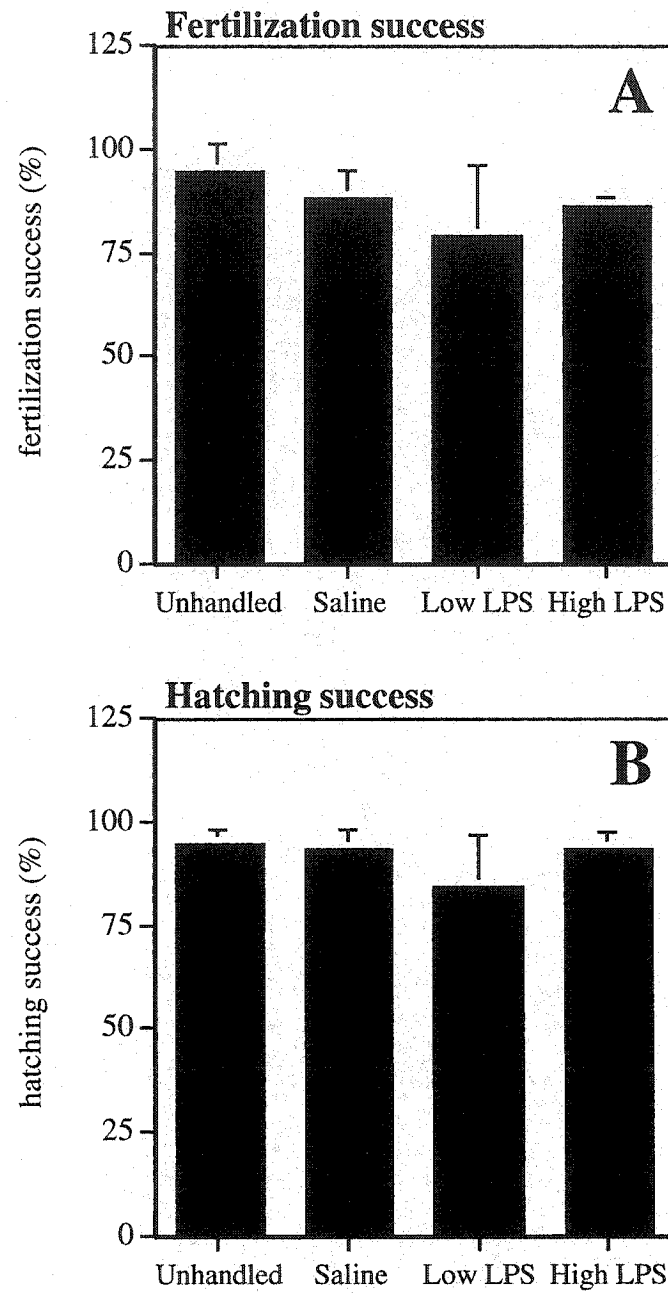 Fertilization success
A
fertilization success (%)
125
100
75
50
25
0
Unhandled Saline Low LPS High LPS
Hatching success
B
hatching success (%)
125
100
75
50
25
0
Unhandled Saline Low LPS High LPS